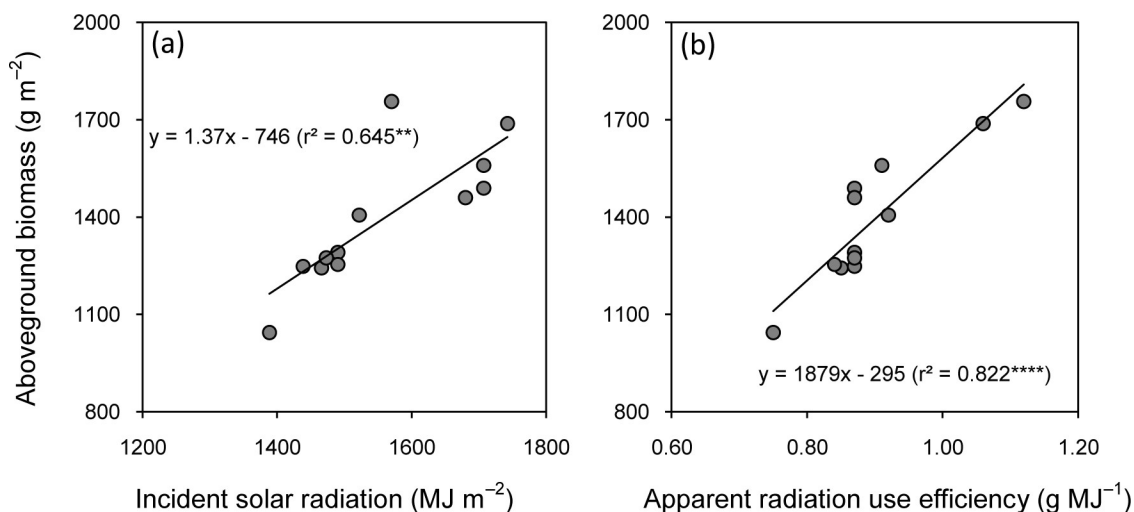 Aboveground biomass (g m⁻²)
2000
1700
1400
1100
800
(a)
y = 1.37x - 746 (r² = 0.645**)
1200 1400 1600 1800
Incident solar radiation (MJ m⁻²)
2000
1700
1400
1100
800
(b)
y = 1879x - 295 (r² = 0.822****)
0.60 0.80 1.00 1.20
Apparent radiation use efficiency (g MJ⁻¹)